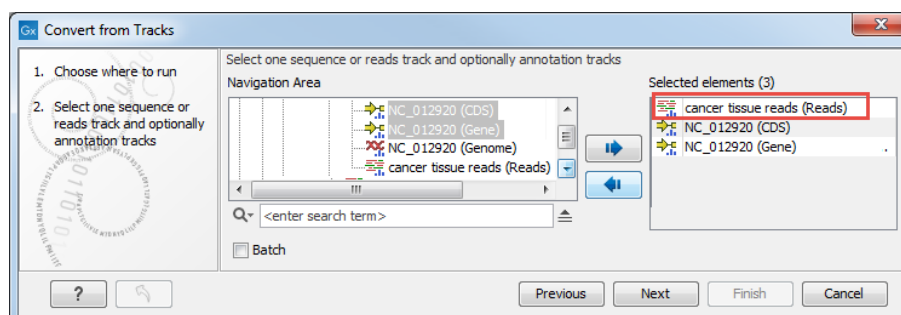 Gx Convert from Tracks
1. Choose where to run
2. Select one sequence or
reads track and optionally
annotation tracks
Select one sequence or reads track and optionally annotation tracks
Navigation Area
NC_012920 (CDS)
NC_012920 (Gene)
NC_012920 (Genome)
cancer tissue reads (Reads)
<enter search term>
Batch
Selected elements (3)
cancer tissue reads (Reads)
NC_012920 (CDS)
NC_012920 (Gene)
?
Previous
Next
Finish
Cancel